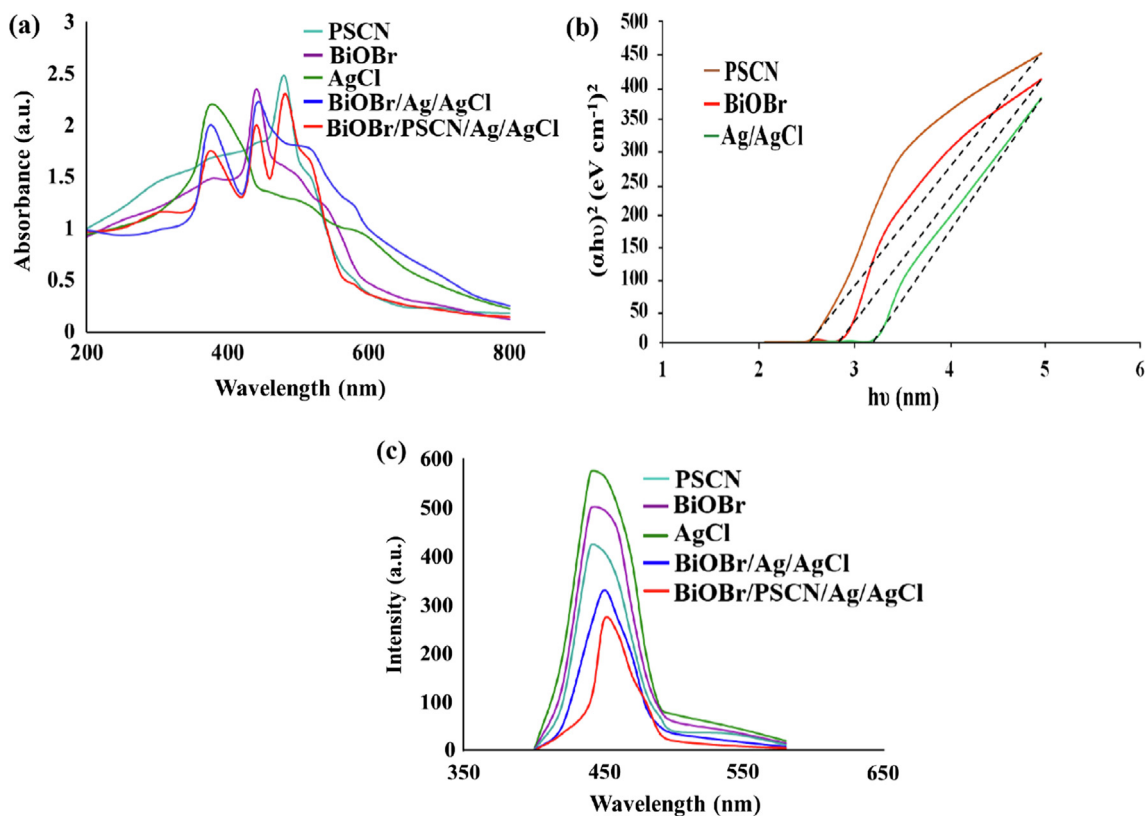 (a)
3
2.5
2
1.5
1
0.5
0
200
400
600
800
Absorbance (a.u.)
Wavelength (nm)
PSCN
BiOBr
AgCl
BiOBr/Ag/AgCl
BiOBr/PSCN/Ag/AgCl
(b)
450
400
350
300
250
200
150
100
50
0
1
2
3
4
5
6
(αhυ)² (eV cm⁻¹)²
hυ (nm)
PSCN
BiOBr
Ag/AgCl
(c)
600
500
400
300
200
100
0
350
450
550
650
Intensity (a.u.)
Wavelength (nm)
PSCN
BiOBr
AgCl
BiOBr/Ag/AgCl
BiOBr/PSCN/Ag/AgCl